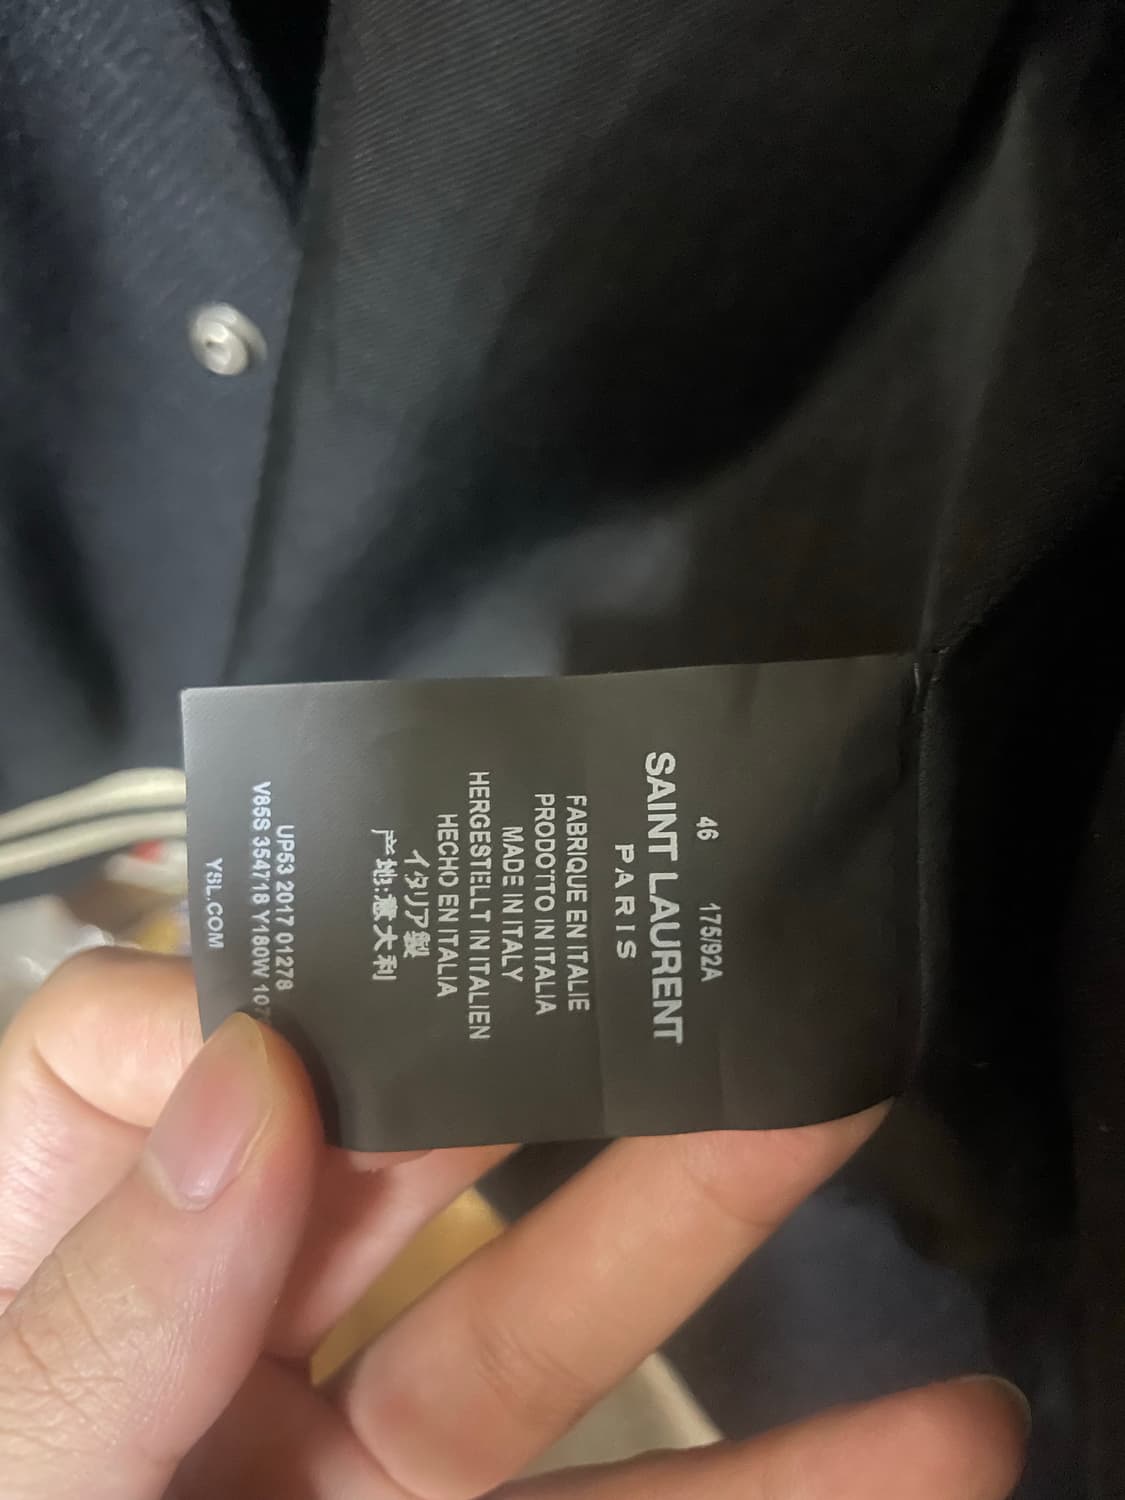 46 175/92A
SAINT LAURENT
PARIS
FABRIQUE EN ITALIE
PRODOTTO IN ITALIA
MADE IN ITALY
HERGESTELLT IN ITALIEN
HECHO EN ITALIA
イタリア製
产地:意大利
UP53 2017 01278
V85S 354718 Y180W 107
YSL.COM